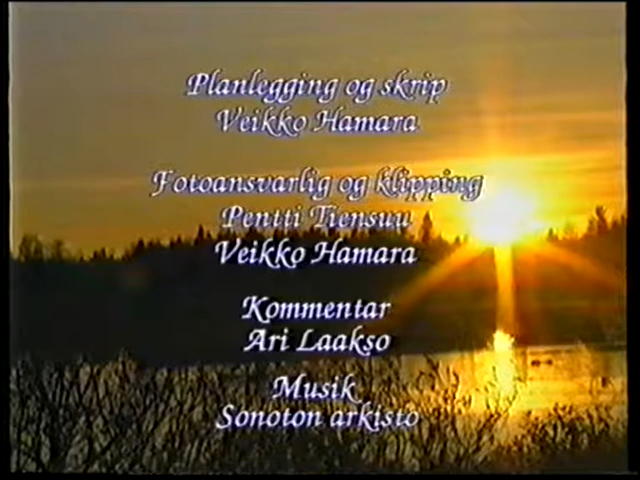 Planlegging og skrip
Veikko Hamara
Fotoansvarlig og klipping
Pentti Tiensuu
Veikko Hamara
Kommentar
Ari Laakso
Musik
Sonoton arkisto